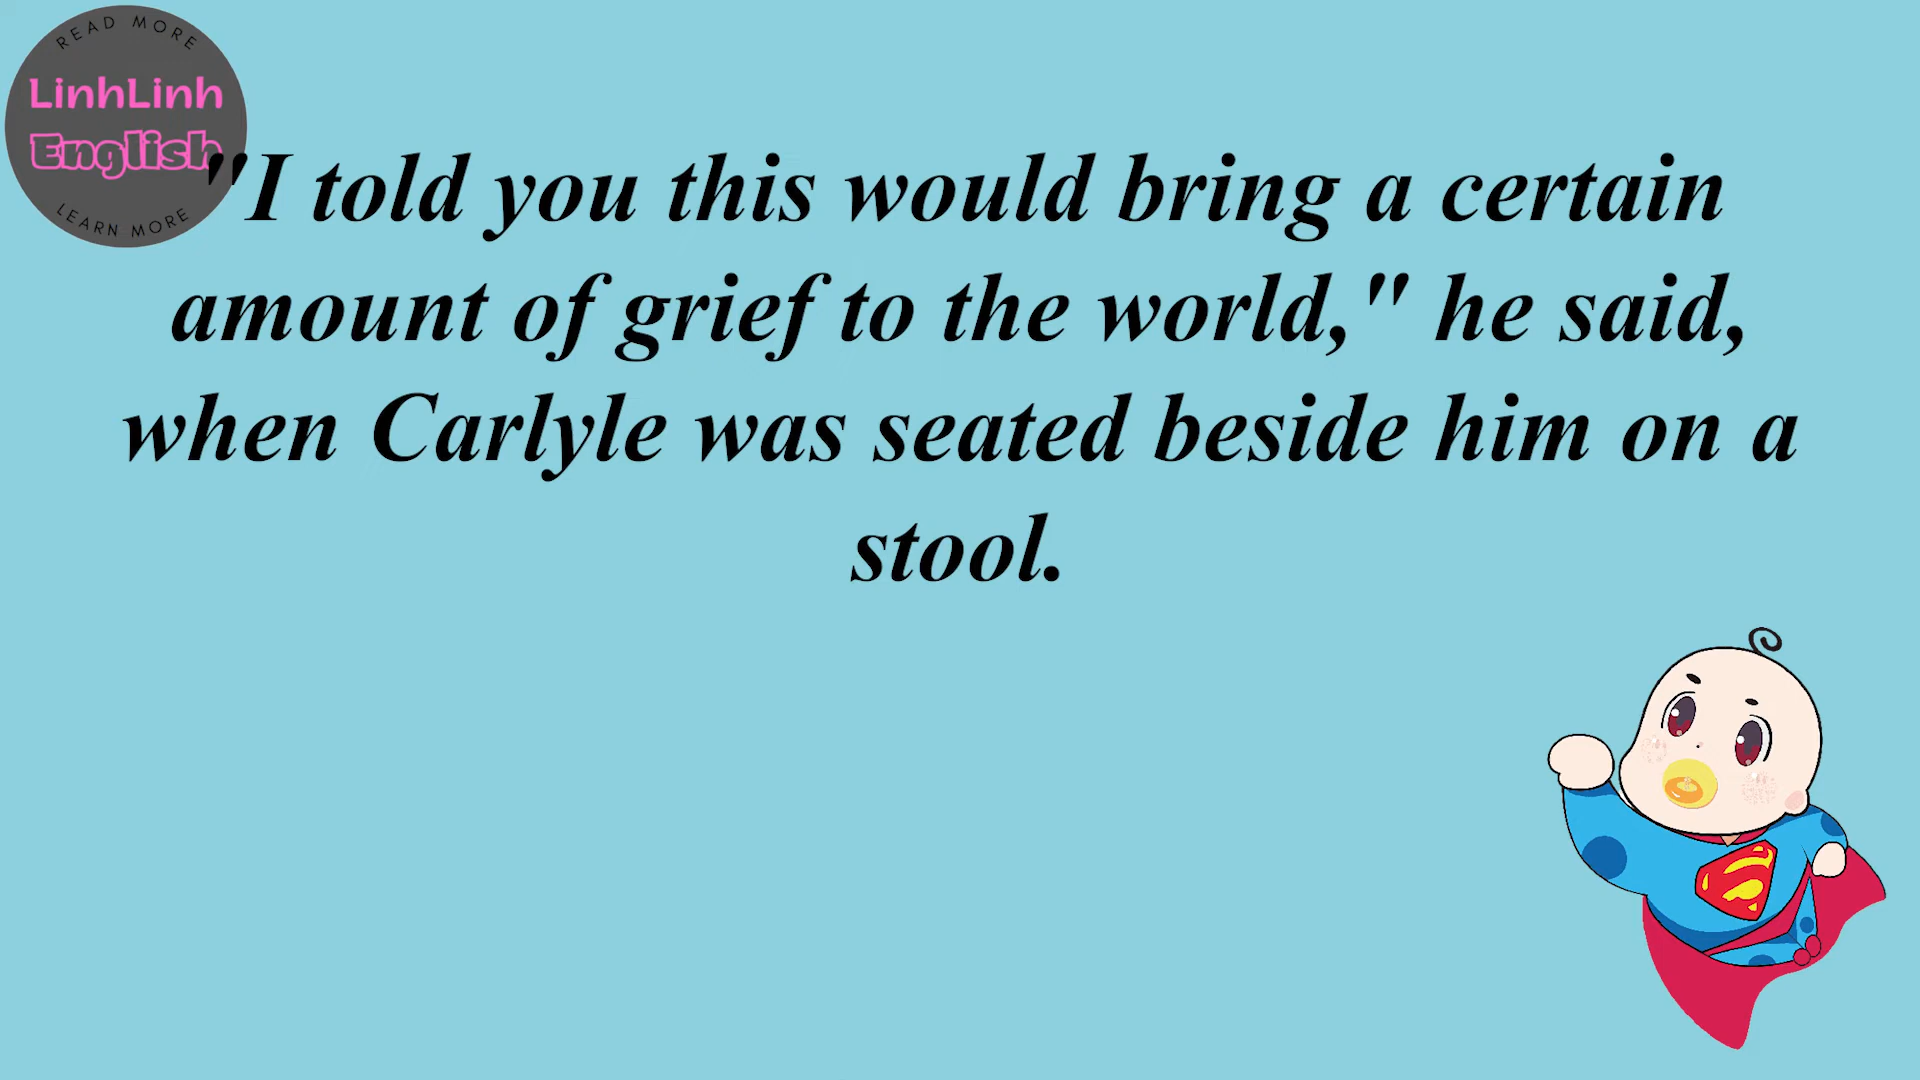 READ MORE
LinhLinh
English
LEARN MORE
"I told you this would bring a certain
amount of grief to the world," he said,
when Carlyle was seated beside him on a
stool.